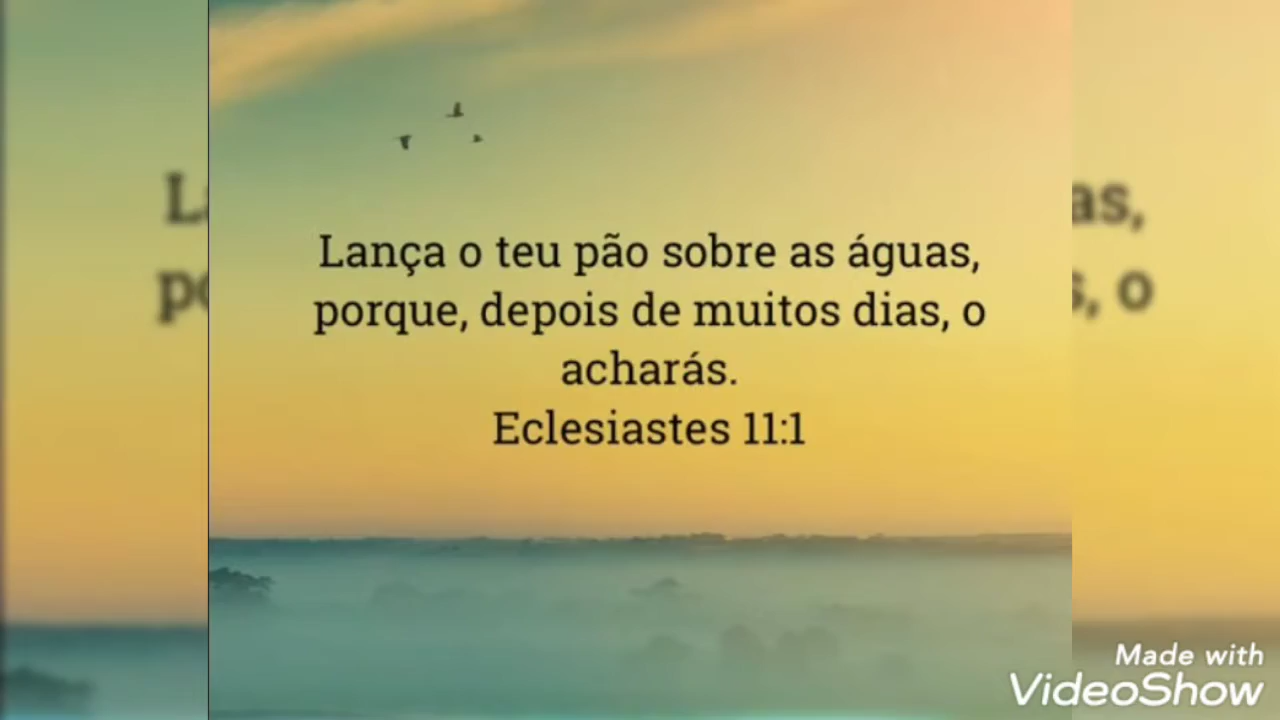 Lança o teu pão sobre as águas,
porque, depois de muitos dias, o
acharás.
Eclesiastes 11:1
Made with
VideoShow